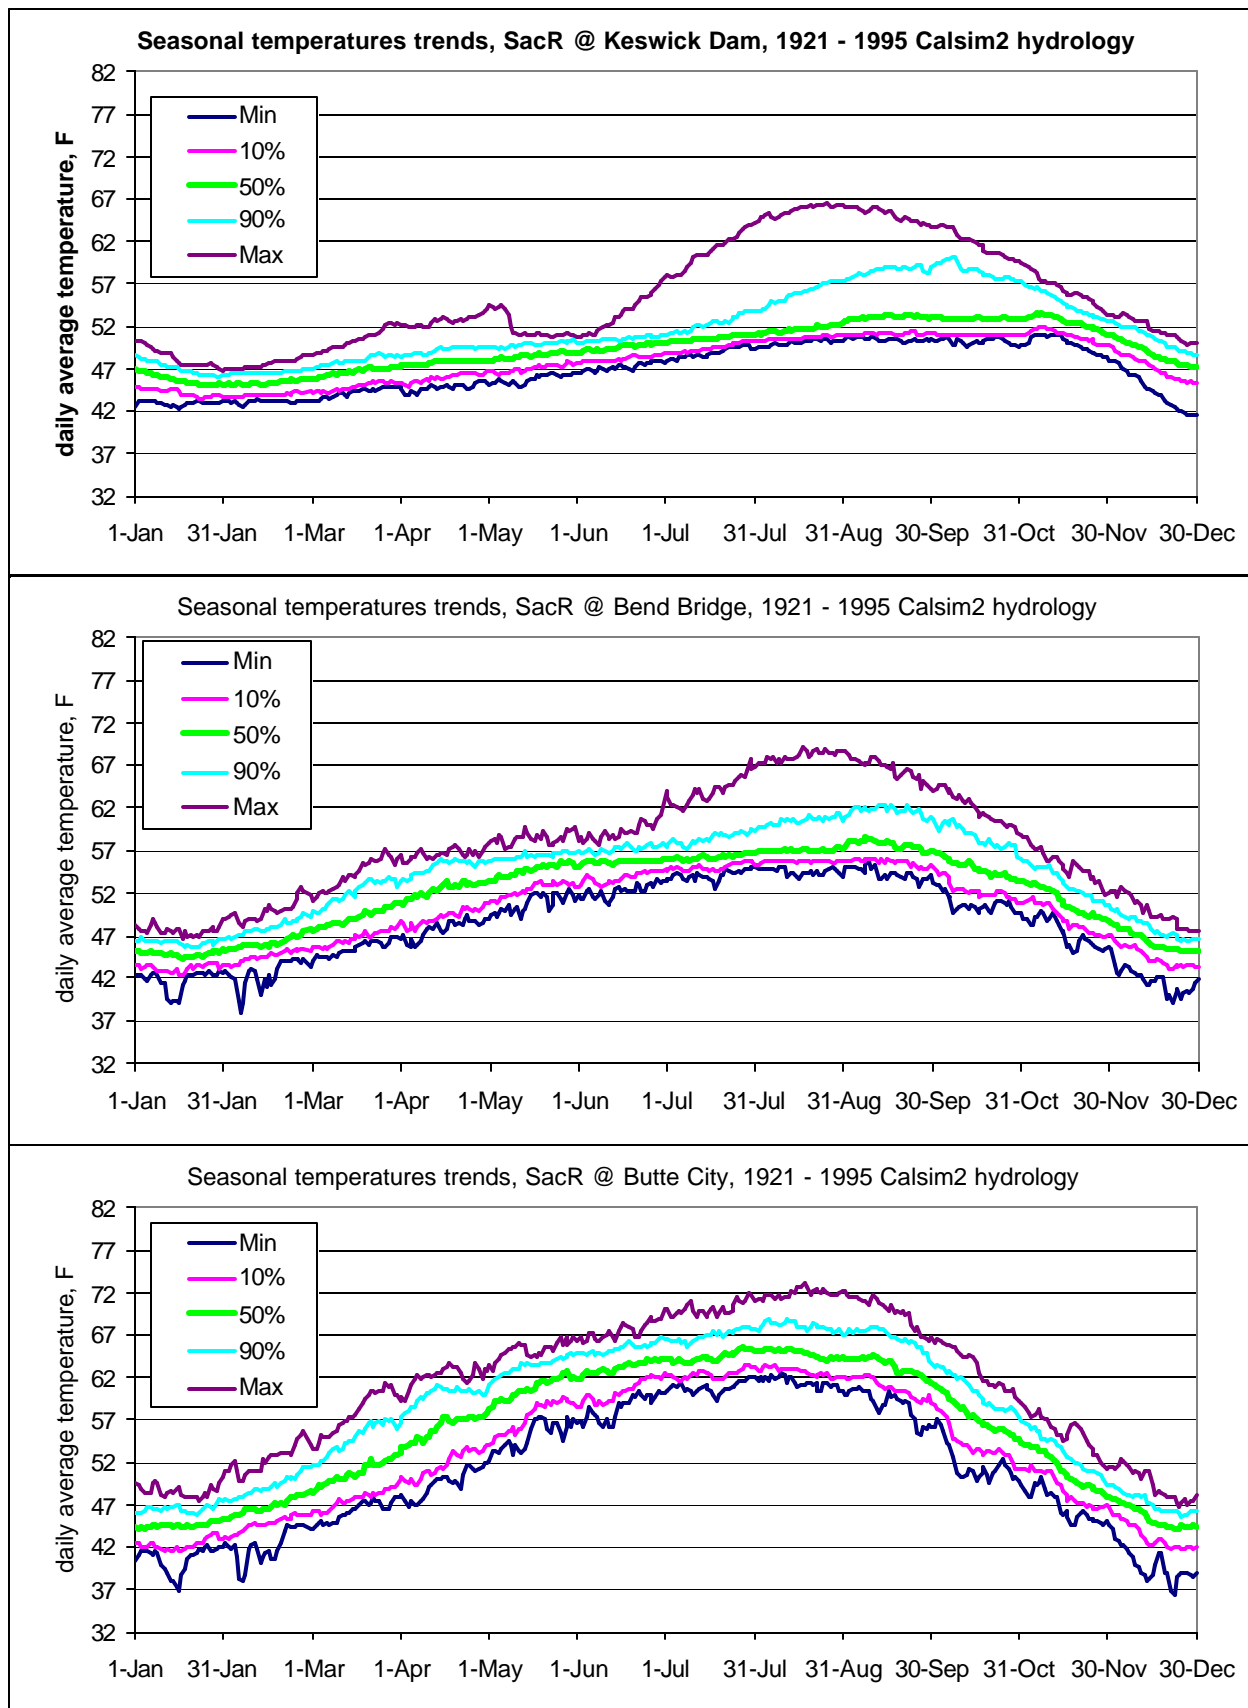 Seasonal temperatures trends, SacR @ Keswick Dam, 1921 - 1995 Calsim2 hydrology
daily average temperature, F
82
77
72
67
62
57
52
47
42
37
32
Min
10%
50%
90%
Max
1-Jan 31-Jan 1-Mar 1-Apr 1-May 1-Jun 1-Jul 31-Jul 31-Aug 30-Sep 31-Oct 30-Nov 30-Dec
Seasonal temperatures trends, SacR @ Bend Bridge, 1921 - 1995 Calsim2 hydrology
daily average temperature, F
82
77
72
67
62
57
52
47
42
37
32
Min
10%
50%
90%
Max
1-Jan 31-Jan 1-Mar 1-Apr 1-May 1-Jun 1-Jul 31-Jul 31-Aug 30-Sep 31-Oct 30-Nov 30-Dec
Seasonal temperatures trends, SacR @ Butte City, 1921 - 1995 Calsim2 hydrology
daily average temperature, F
82
77
72
67
62
57
52
47
42
37
32
Min
10%
50%
90%
Max
1-Jan 31-Jan 1-Mar 1-Apr 1-May 1-Jun 1-Jul 31-Jul 31-Aug 30-Sep 31-Oct 30-Nov 30-Dec